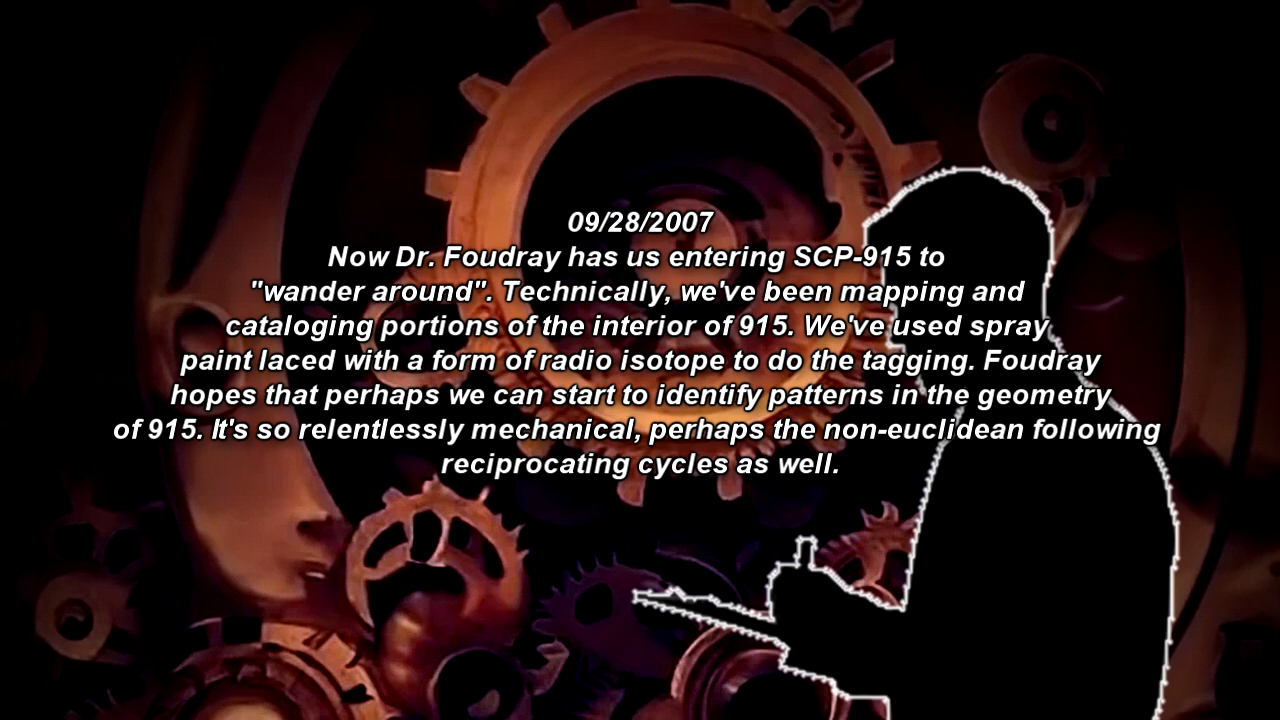 09/28/2007
Now Dr. Foudray has us entering SCP-915 to
"wander around". Technically, we've been mapping and
cataloging portions of the interior of 915. We've used spray
paint laced with a form of radio isotope to do the tagging. Foudray
hopes that perhaps we can start to identify patterns in the geometry
of 915. It's so relentlessly mechanical, perhaps the non-euclidean following
reciprocating cycles as well.